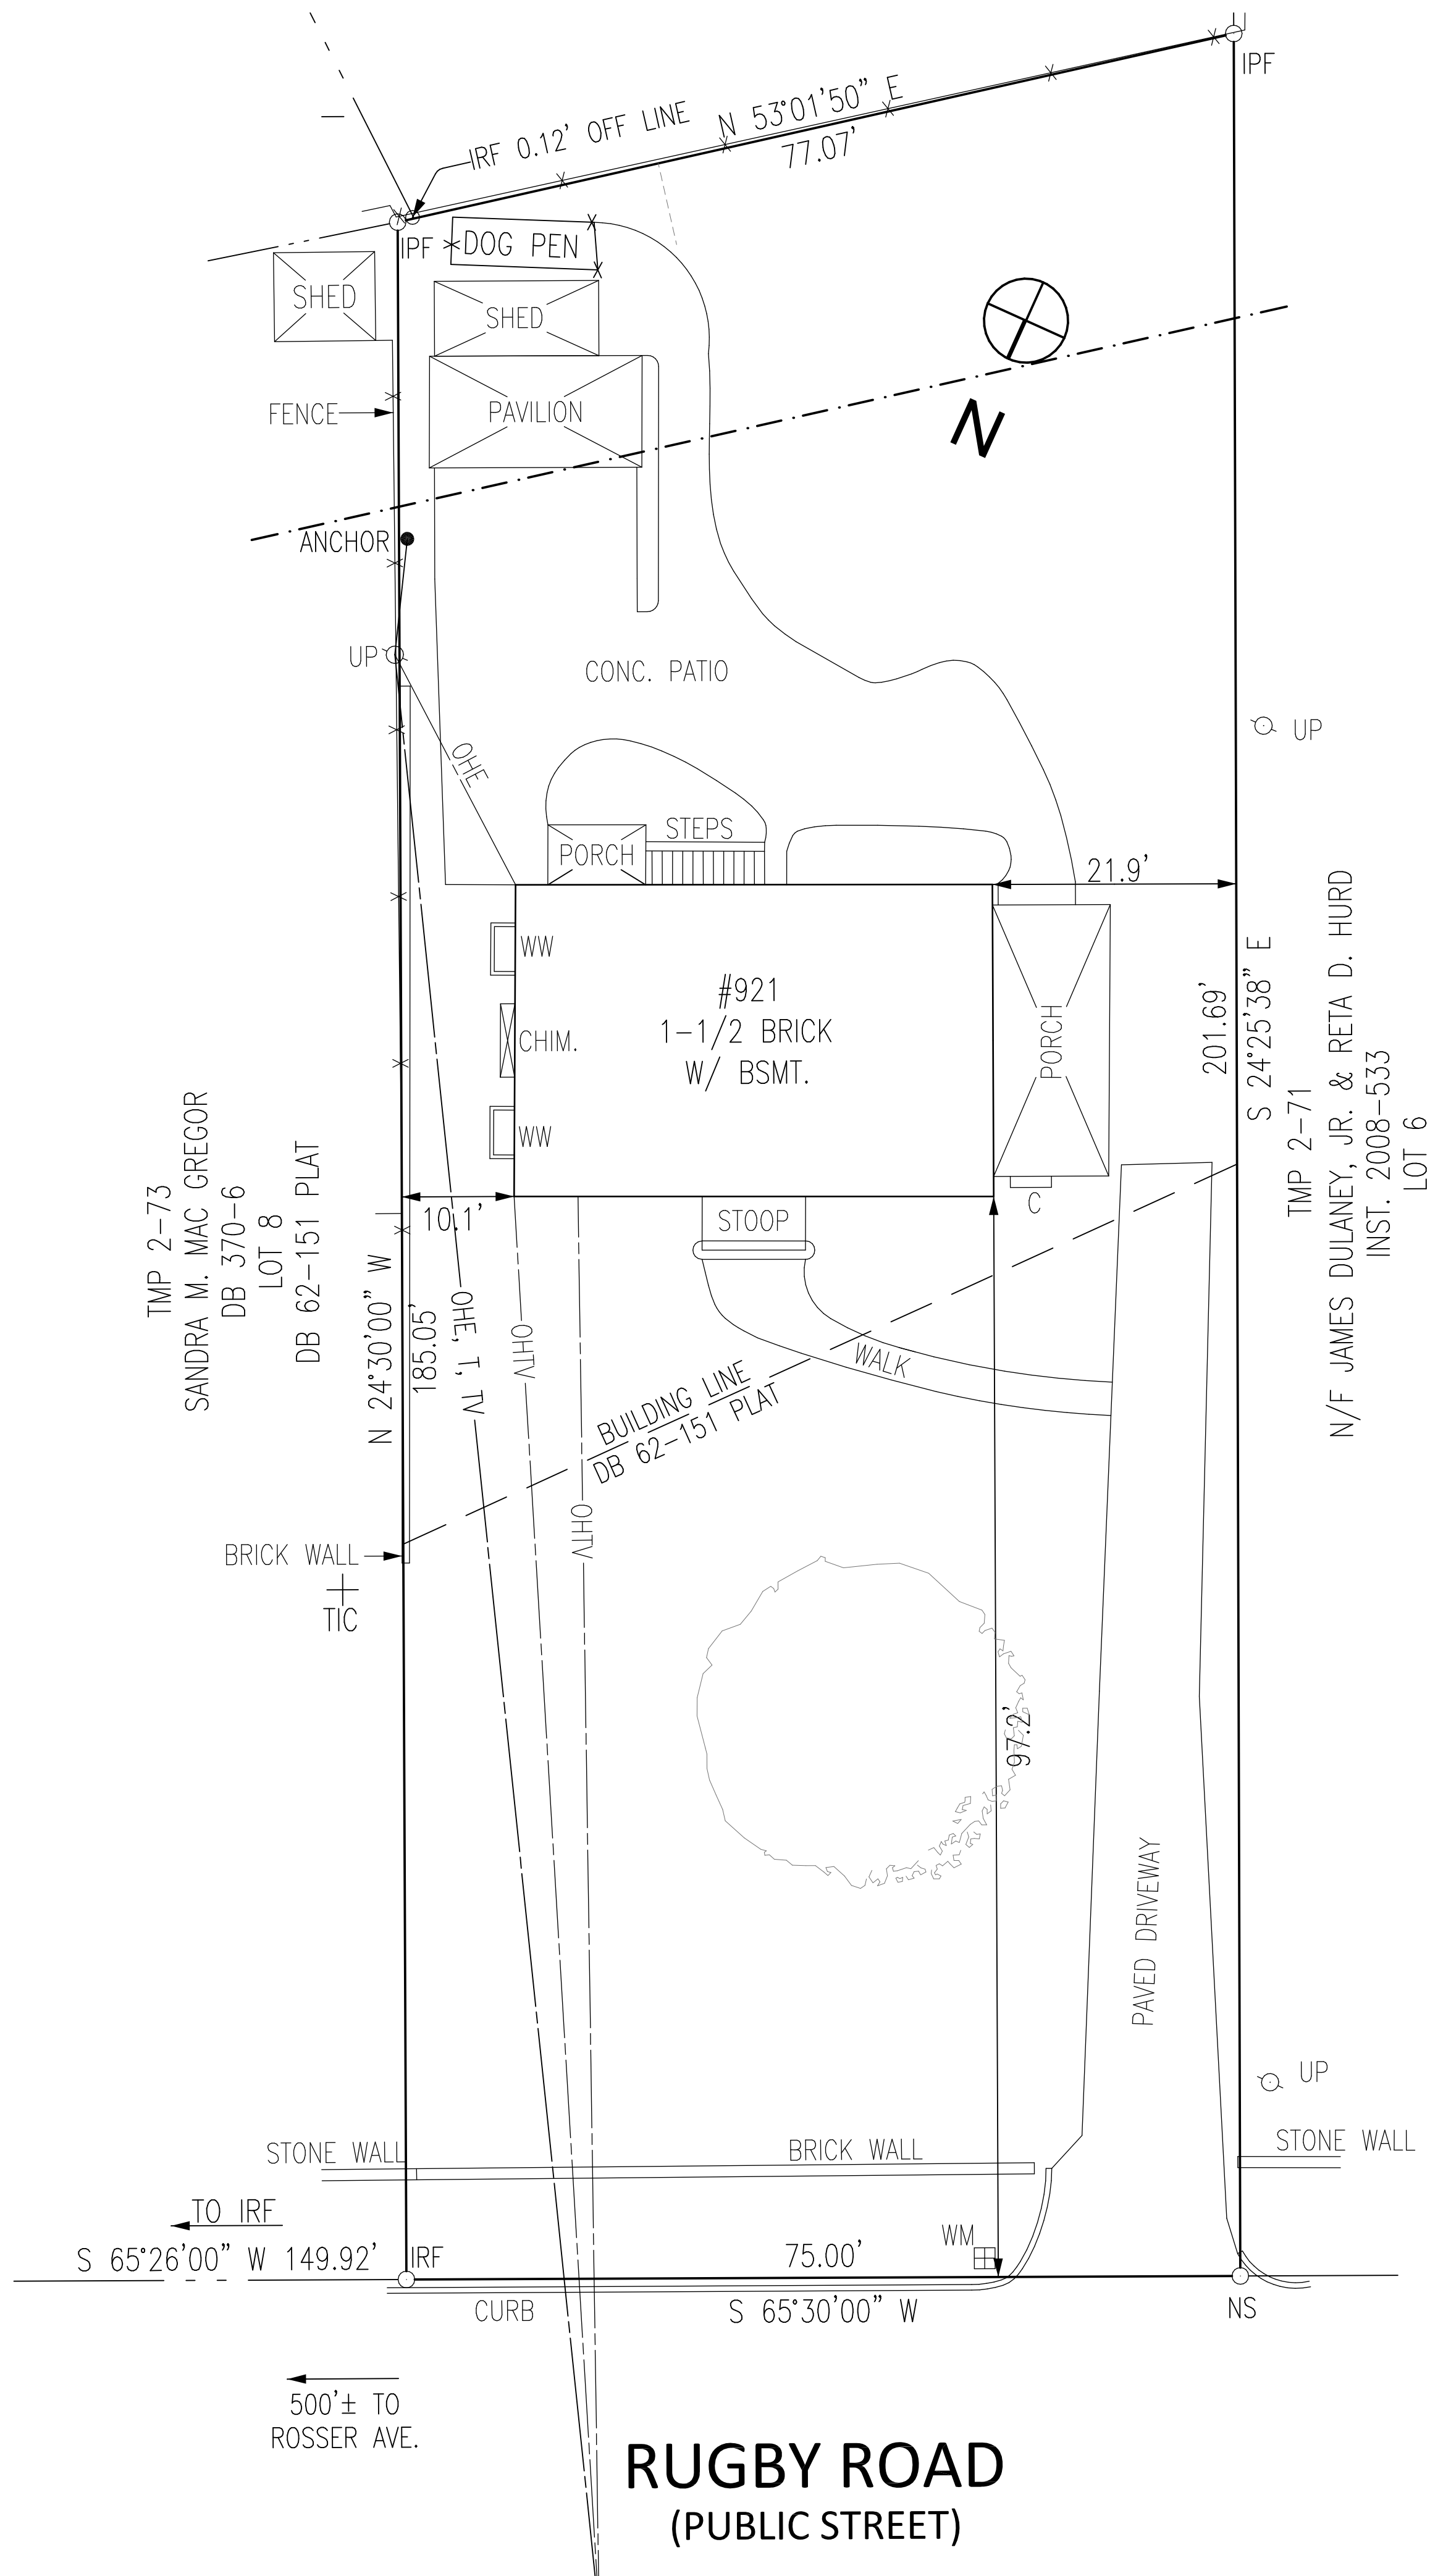 IPF
IRF 0.12' OFF LINE
N 53°01'50" E
77.07'
IPF
DOG PEN
SHED
SHED
PAVILION
FENCE
N
ANCHOR
UP
CONC. PATIO
UP
OHE
STEPS
PORCH
21.9'
WW
#921
1-1/2 BRICK
W/ BSMT.
CHIM.
PORCH
WW
201.69'
S 24°25'38" E
TMP 2-71
N/F JAMES DULANEY, JR. & RETA D. HURD
INST. 2008-533
LOT 6
TMP 2-73
SANDRA M. MAC GREGOR
DB 370-6
LOT 8
DB 62-151 PLAT
10.1'
STOOP
C
N 24°30'00" W
185.05'
OHE, T, TV
OHTV
WALK
BUILDING LINE
DB 62-151 PLAT
OHTV
BRICK WALL
TIC
97.2'
PAVED DRIVEWAY
UP
STONE WALL
BRICK WALL
STONE WALL
TO IRF
WM
S 65°26'00" W 149.92'
IRF
75.00'
CURB
S 65°30'00" W
NS
500'± TO
ROSSER AVE.
RUGBY ROAD
(PUBLIC STREET)